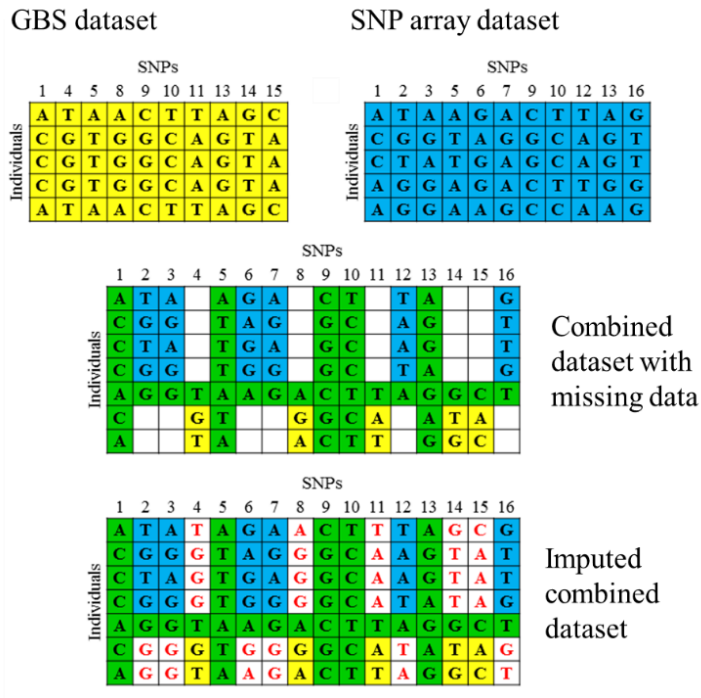 GBS dataset
SNPs
1 4 5 8 9 10 11 13 14 15
Individuals
A T A A C T T A G C
C G T G G C A G T A
C G T G G C A G T A
C G T G G C A G T A
A T A A C T T A G C
SNP array dataset
SNPs
1 2 3 5 6 7 9 10 12 13 16
Individuals
A T A A G A C T T A G
C G G T A G G C A G T
C T A T G A G C A G T
A G G A G A C T T G G
A G G A A G C C A A G
SNPs
1 2 3 4 5 6 7 8 9 10 11 12 13 14 15 16
Individuals
A T A A G A C T T A G
C G G T A G G C A G T
C T A T G A G C A G T
C G G T G G G C T A G
A G G T A A G A C T T A G G C T
C G T G G C A A T A
A T A A C T T G G C
Combined
dataset with
missing data
SNPs
1 2 3 4 5 6 7 8 9 10 11 12 13 14 15 16
Individuals
A T A T A G A A C T T T A G C G
C G G G T A G G G C A A G T A T
C T A G T G A G G C A A G T A T
C G G G T G G G G C A T A T A G
A G G T A A G A C T T A G G C T
C G G G T G G G G C A T A T A G
A G G T A A G A C T T A G G C T
Imputed
combined
dataset